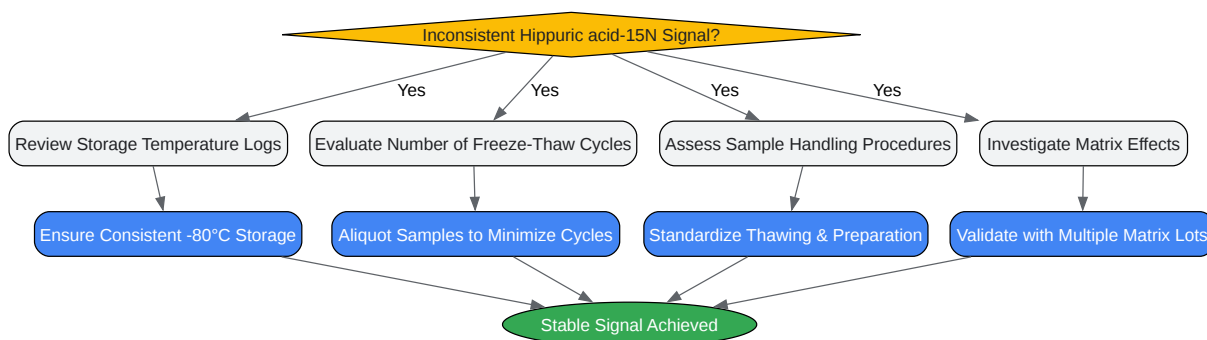 Inconsistent Hippuric acid-15N Signal?
Yes
Yes
Yes
Yes
Review Storage Temperature Logs
Evaluate Number of Freeze-Thaw Cycles
Assess Sample Handling Procedures
Investigate Matrix Effects
Ensure Consistent -80°C Storage
Aliquot Samples to Minimize Cycles
Standardize Thawing & Preparation
Validate with Multiple Matrix Lots
Stable Signal Achieved